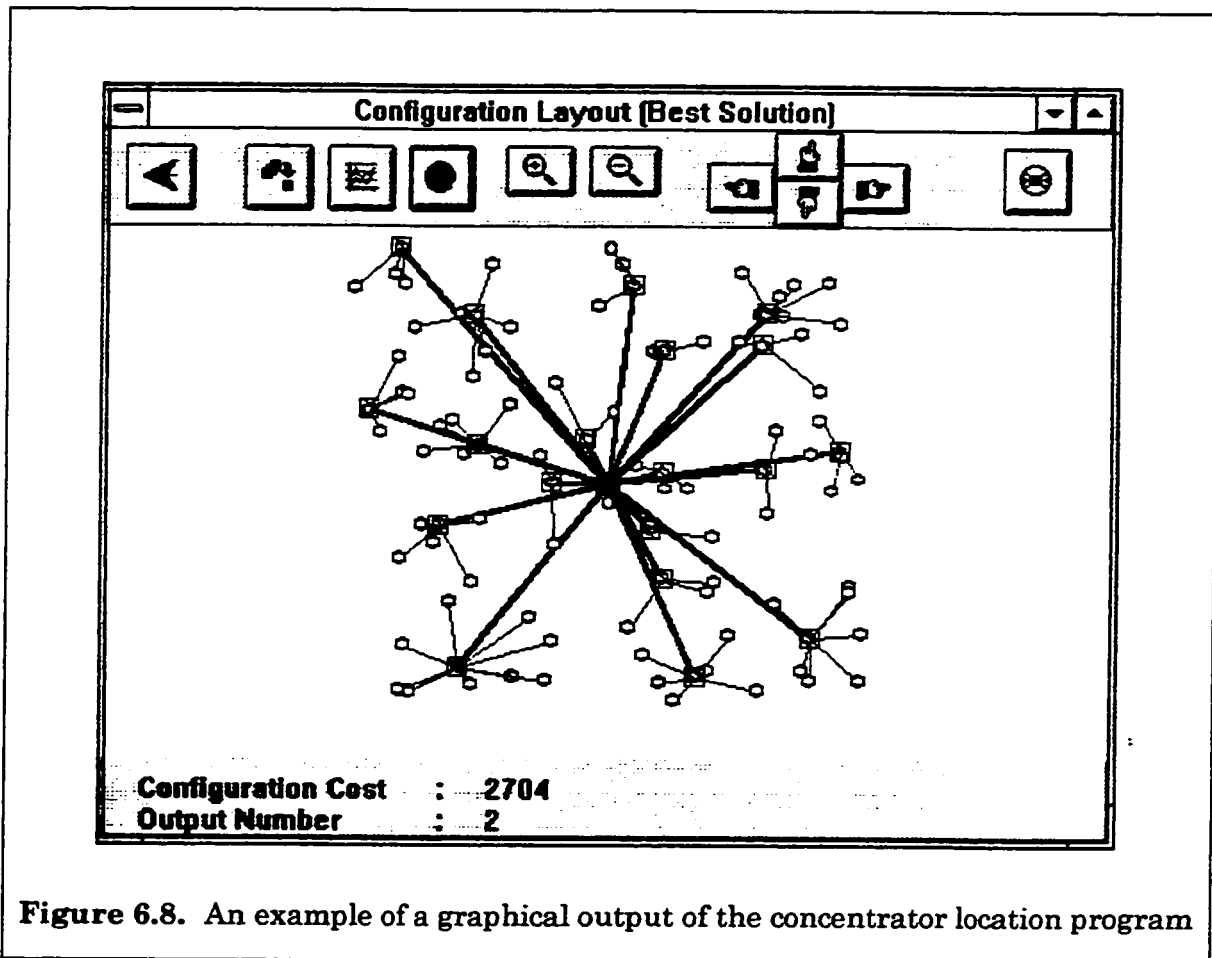 Configuration Layout (Best Solution)
Configuration Cost : 2704
Output Number : 2
Figure 6.8. An example of a graphical output of the concentrator location program